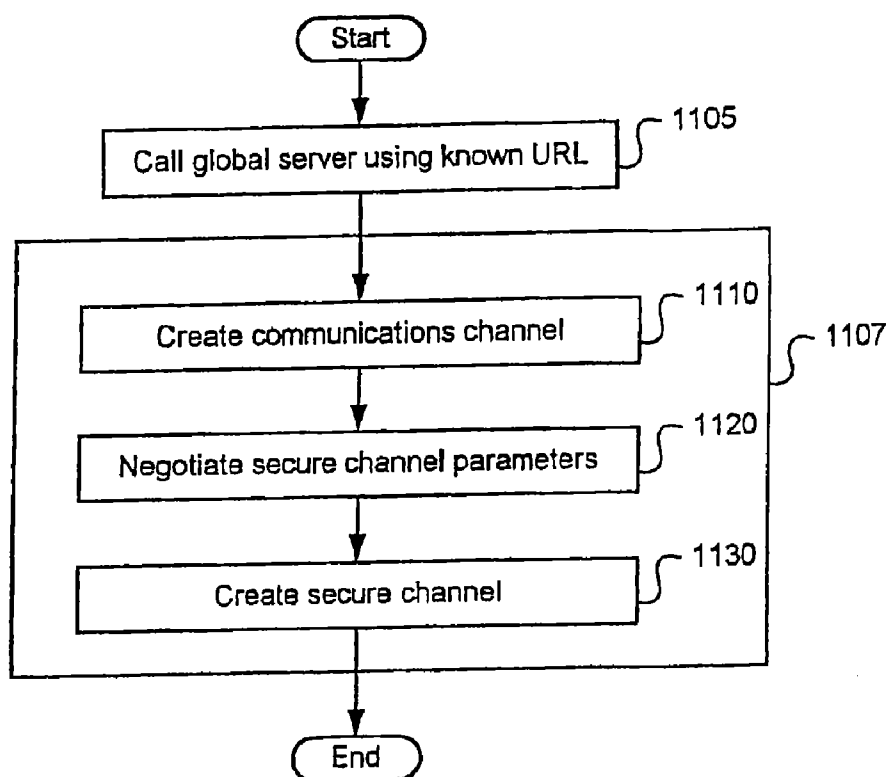 Start
Call global server using known URL
1105
Create communications channel
1110
1107
Negotiate secure channel parameters
1120
Create secure channel
1130
End